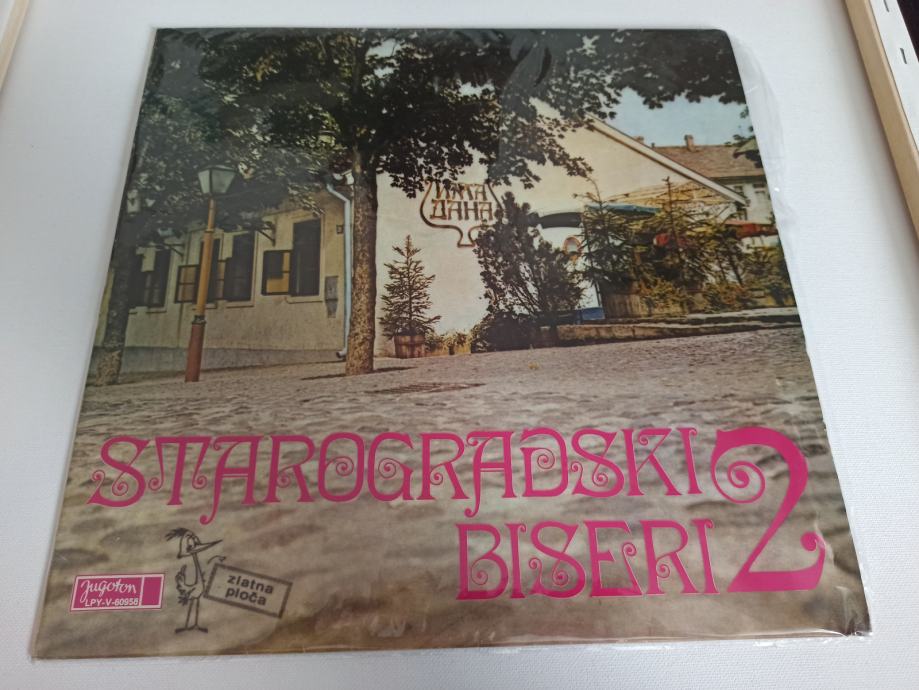 ИМА
ДАНА
STAROGRADSKI
BISERI 2
zlatna
ploča
Jugoton
LPY-V-60958